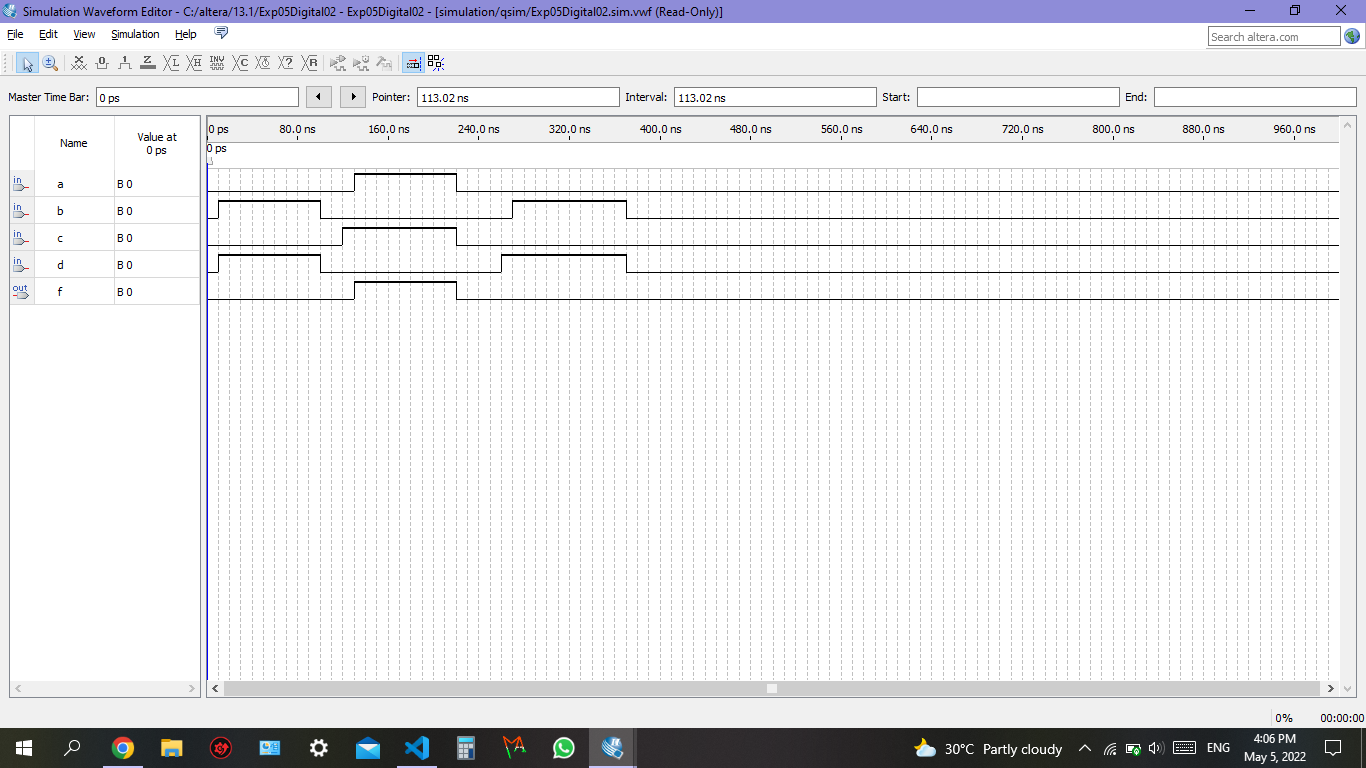 Simulation Waveform Editor - C:/altera/13.1/Exp05Digital02 - Exp05Digital02 - [simulation/qsim/Exp05Digital02.sim.vwf (Read-Only)]
File Edit View Simulation Help
Search altera.com
Master Time Bar: 0 ps Pointer: 113.02 ns Interval: 113.02 ns Start: End:
Name Value at 0 ps
0 ps 80.0 ns 160.0 ns 240.0 ns 320.0 ns 400.0 ns 480.0 ns 560.0 ns 640.0 ns 720.0 ns 800.0 ns 880.0 ns 960.0 ns
0 ps
in a B 0
in b B 0
in c B 0
in d B 0
out f B 0
0% 00:00:00
30°C Partly cloudy ENG 4:06 PM
May 5, 2022